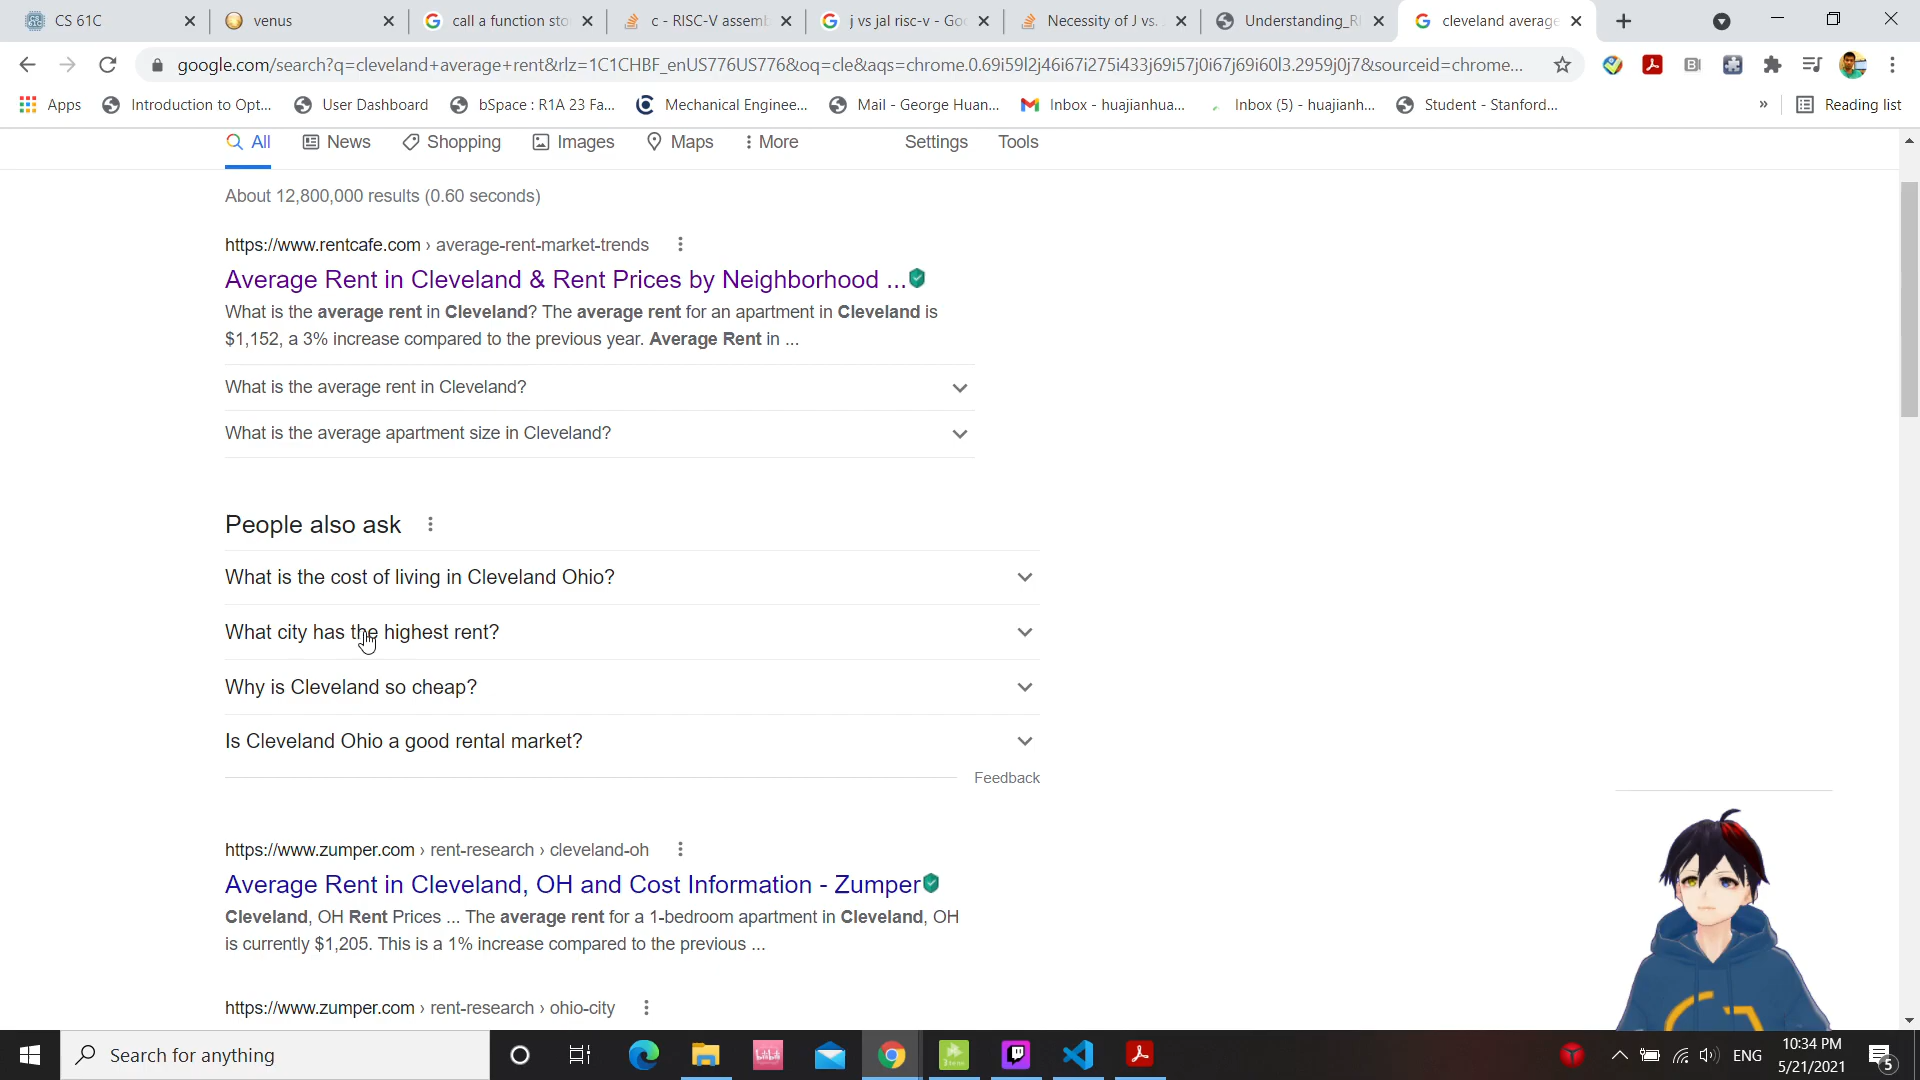 CS 61C
venus
call a function sto
c - RISC-V assemb
j vs jal risc-v - Goo
Necessity of J vs.
Understanding_RI
cleveland average
google.com/search?q=cleveland+average+rent&rlz=1C1CHBF_enUS776US776&oq=cle&aqs=chrome.0.69i59l2j46i67i275i433j69i57j0i67j69i60l3.2959j0j7&sourceid=chrome...
Apps
Introduction to Opt...
User Dashboard
bSpace : R1A 23 Fa...
Mechanical Enginee...
Mail - George Huan...
Inbox - huajianhua...
Inbox (5) - huajianh...
Student - Stanford...
»
Reading list
All
News
Shopping
Images
Maps
More
Settings
Tools
About 12,800,000 results (0.60 seconds)
https://www.rentcafe.com › average-rent-market-trends
Average Rent in Cleveland & Rent Prices by Neighborhood ...
What is the average rent in Cleveland? The average rent for an apartment in Cleveland is
$1,152, a 3% increase compared to the previous year. Average Rent in ...
What is the average rent in Cleveland?
What is the average apartment size in Cleveland?
People also ask
What is the cost of living in Cleveland Ohio?
What city has the highest rent?
Why is Cleveland so cheap?
Is Cleveland Ohio a good rental market?
Feedback
https://www.zumper.com › rent-research › cleveland-oh
Average Rent in Cleveland, OH and Cost Information - Zumper
Cleveland, OH Rent Prices ... The average rent for a 1-bedroom apartment in Cleveland, OH
is currently $1,205. This is a 1% increase compared to the previous ...
https://www.zumper.com › rent-research › ohio-city
Search for anything
ENG
10:34 PM
5/21/2021
5